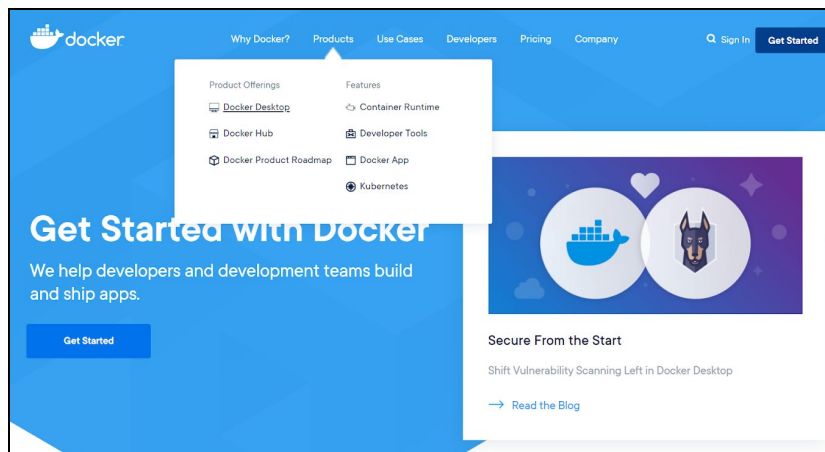 docker
Why Docker? Products Use Cases Developers Pricing Company Sign In Get Started
Product Offerings
Docker Desktop
Docker Hub
Docker Product Roadmap
Features
Container Runtime
Developer Tools
Docker App
Kubernetes
Get Started with Docker
We help developers and development teams build
and ship apps.
Get Started
Secure From the Start
Shift Vulnerability Scanning Left in Docker Desktop
Read the Blog